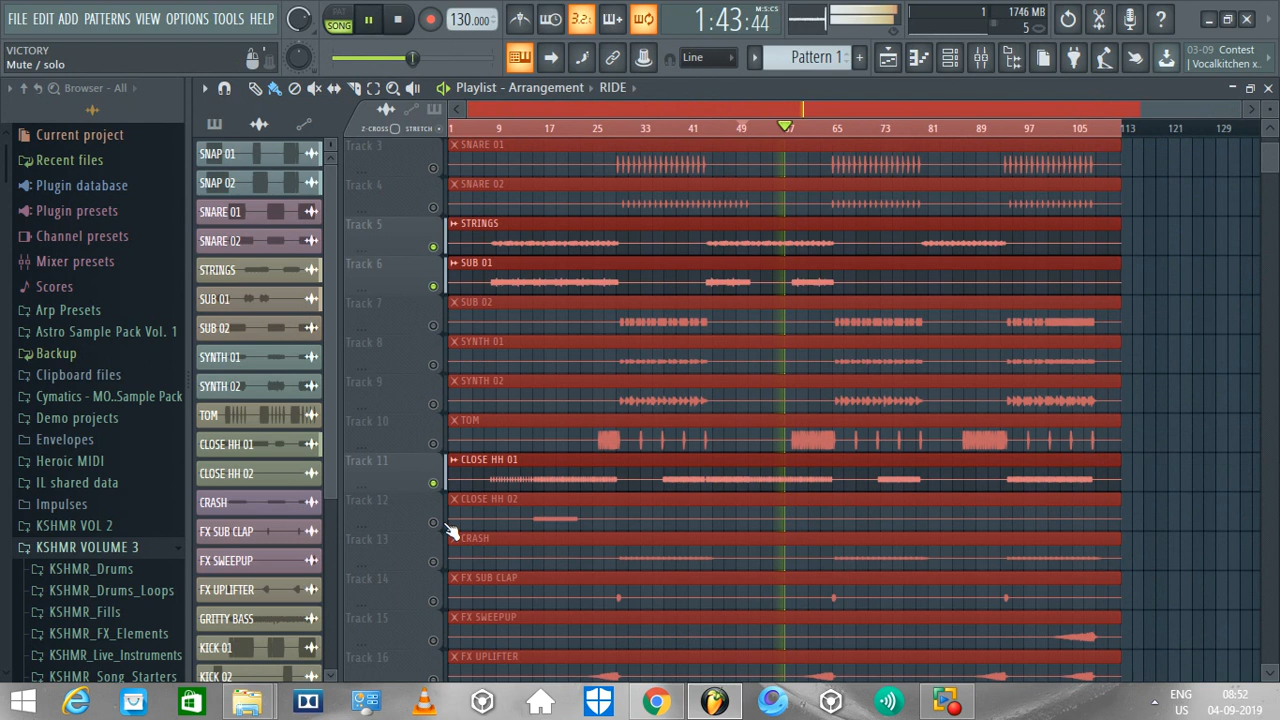 FILE EDIT ADD PATTERNS VIEW OPTIONS TOOLS HELP
PAT
SONG
130.000
3.2
1:43:44
M:S:CS
1
1746 MB
5
VICTORY
Mute / solo
Line
Pattern 1
03-09: Contest
| Vocalkitchen x..
Browser - All
Playlist - Arrangement
RIDE
Z-CROSS
STRETCH
1
9
17
25
33
41
49
57
65
73
81
89
97
105
113
121
129
Current project
Recent files
Plugin database
Plugin presets
Channel presets
Mixer presets
Scores
Arp Presets
Astro Sample Pack Vol. 1
Backup
Clipboard files
Cymatics - MO..Sample Pack
Demo projects
Envelopes
Heroic MIDI
IL shared data
Impulses
KSHMR VOL 2
KSHMR VOLUME 3
KSHMR_Drums
KSHMR_Drums_Loops
KSHMR_Fills
KSHMR_FX_Elements
KSHMR_Live_Instruments
KSHMR_Song_Starters
SNAP 01
SNAP 02
SNARE 01
SNARE 02
STRINGS
SUB 01
SUB 02
SYNTH 01
SYNTH 02
TOM
CLOSE HH 01
CLOSE HH 02
CRASH
FX SUB CLAP
FX SWEEPUP
FX UPLIFTER
GRITTY BASS
KICK 01
KICK 02
Track 3
SNARE 01
Track 4
SNARE 02
Track 5
STRINGS
Track 6
SUB 01
Track 7
SUB 02
Track 8
SYNTH 01
Track 9
SYNTH 02
Track 10
TOM
Track 11
CLOSE HH 01
Track 12
CLOSE HH 02
Track 13
CRASH
Track 14
FX SUB CLAP
Track 15
FX SWEEPUP
Track 16
FX UPLIFTER
ENG
US
08:52
04-09-2019